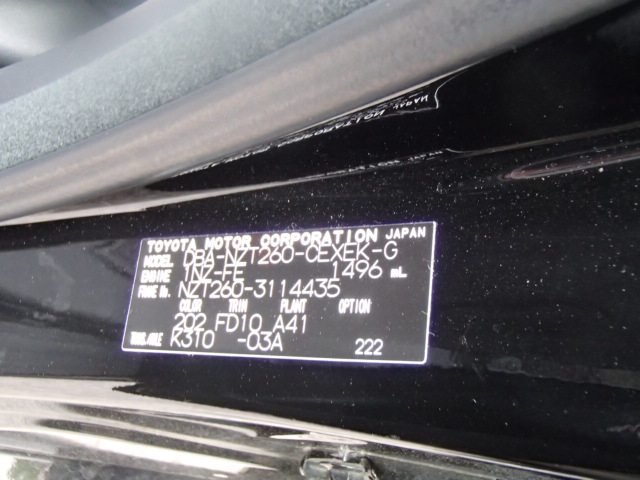 TOYOTA MOTOR CORPORATION JAPAN
MODEL DBA-NZT260-CEXEK-G
ENGINE 1NZ-FE 1496 mL
FRAME No. NZT260-3114435
COLOR TRIM PLANT OPTION
202 FD10 A41
TRANS./AXLE K310 -03A 222